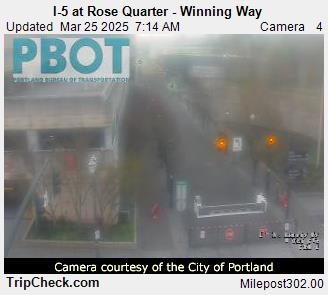 I-5 at Rose Quarter - Winning Way
Updated Mar 25 2025 7:14 AM Camera 4
PBOT
PORTLAND BUREAU OF TRANSPORTATION
Camera courtesy of the City of Portland
TripCheck.com Milepost302.00